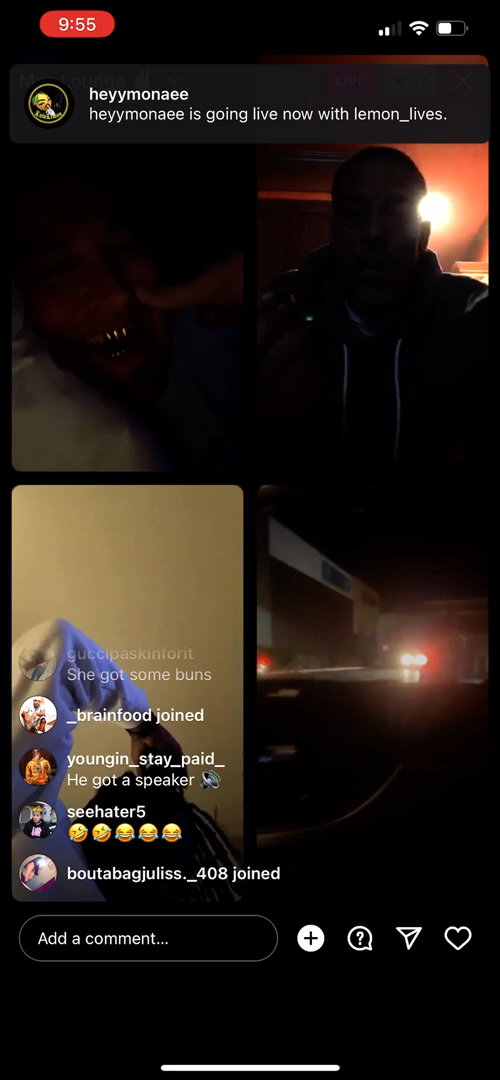 9:55
heyymonaee
heyymonaee is going live now with lemon_lives.
LIVE
guccipaskinforit
She got some buns
_brainfood joined
youngin_stay_paid_
He got a speaker 🔊
seehater5
🤣🤣😂😂😂
boutabagjuliss._408 joined
Add a comment...